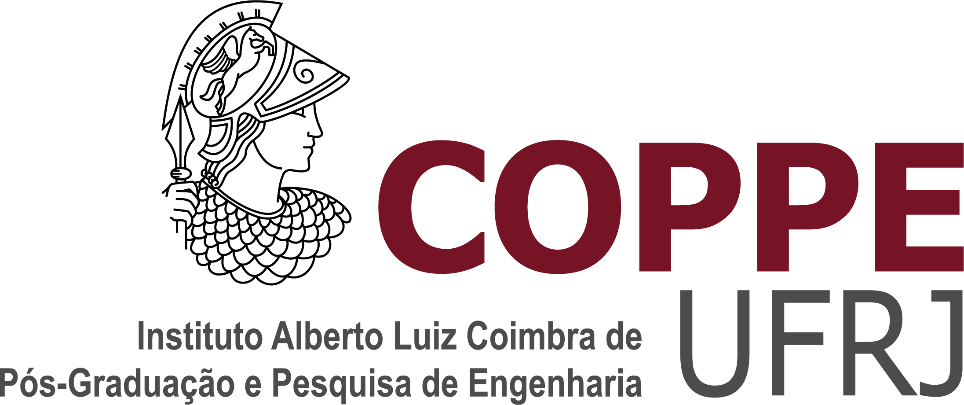 COPPE
UFRJ
Instituto Alberto Luiz Coimbra de
Pós-Graduação e Pesquisa de Engenharia